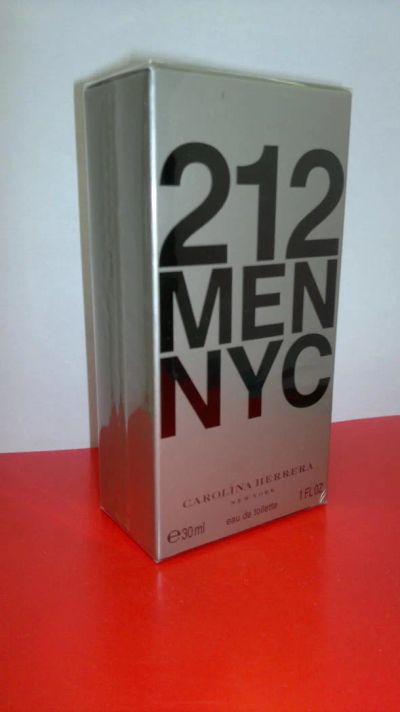 212
MEN
NYC
CAROLINA HERRERA
NEW YORK
℮30ml eau de toilette 1 FL OZ